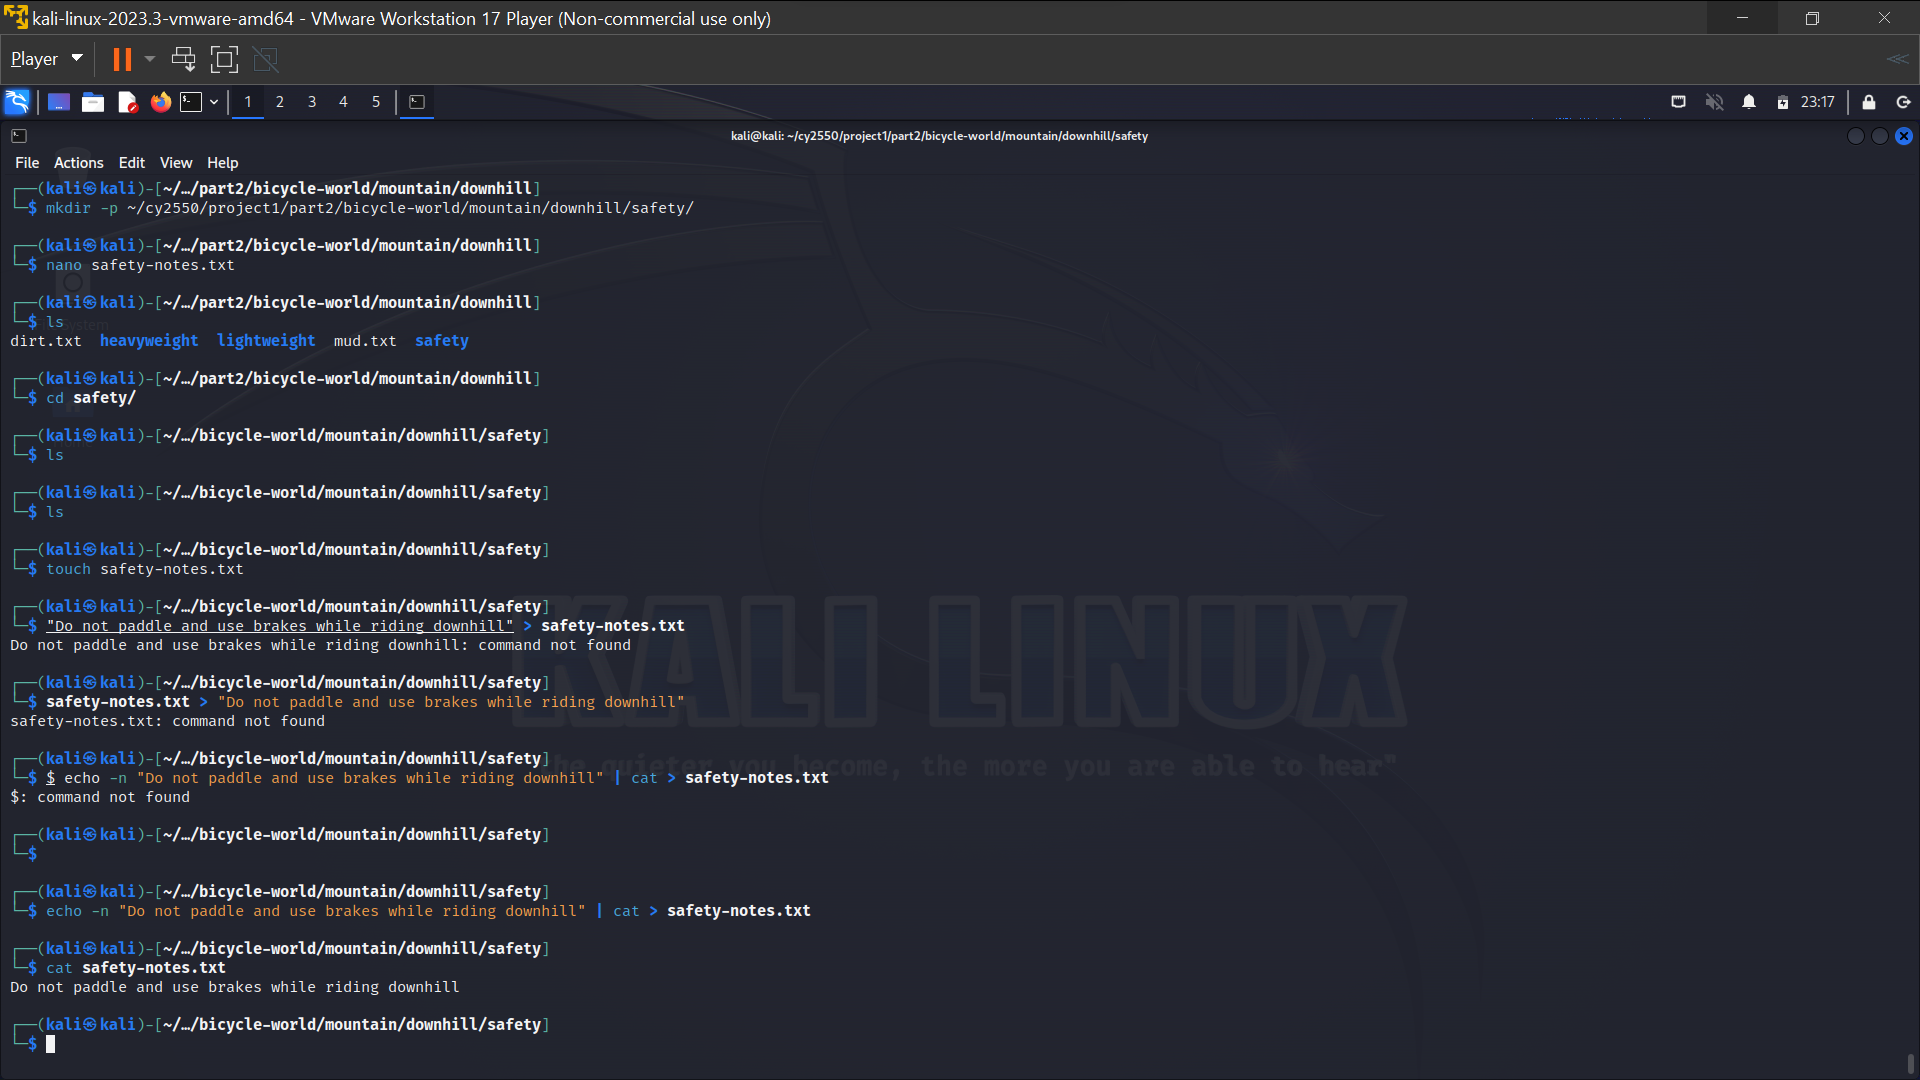 kali-linux-2023.3-vmware-amd64 - VMware Workstation 17 Player (Non-commercial use only)
Player
1 2 3 4 5 23:17
kali@kali: ~/cy2550/project1/part2/bicycle-world/mountain/downhill/safety
File Actions Edit View Help
┌──(kali㉿kali)-[~/…/part2/bicycle-world/mountain/downhill]
└─$ mkdir -p ~/cy2550/project1/part2/bicycle-world/mountain/downhill/safety/
┌──(kali㉿kali)-[~/…/part2/bicycle-world/mountain/downhill]
└─$ nano safety-notes.txt
┌──(kali㉿kali)-[~/…/part2/bicycle-world/mountain/downhill]
└─$ ls
dirt.txt heavyweight lightweight mud.txt safety
┌──(kali㉿kali)-[~/…/part2/bicycle-world/mountain/downhill]
└─$ cd safety/
┌──(kali㉿kali)-[~/…/bicycle-world/mountain/downhill/safety]
└─$ ls
┌──(kali㉿kali)-[~/…/bicycle-world/mountain/downhill/safety]
└─$ ls
┌──(kali㉿kali)-[~/…/bicycle-world/mountain/downhill/safety]
└─$ touch safety-notes.txt
┌──(kali㉿kali)-[~/…/bicycle-world/mountain/downhill/safety]
└─$ "Do not paddle and use brakes while riding downhill" > safety-notes.txt
Do not paddle and use brakes while riding downhill: command not found
┌──(kali㉿kali)-[~/…/bicycle-world/mountain/downhill/safety]
└─$ safety-notes.txt > "Do not paddle and use brakes while riding downhill"
safety-notes.txt: command not found
┌──(kali㉿kali)-[~/…/bicycle-world/mountain/downhill/safety]
└─$ $ echo -n "Do not paddle and use brakes while riding downhill" | cat > safety-notes.txt
$: command not found
┌──(kali㉿kali)-[~/…/bicycle-world/mountain/downhill/safety]
└─$
┌──(kali㉿kali)-[~/…/bicycle-world/mountain/downhill/safety]
└─$ echo -n "Do not paddle and use brakes while riding downhill" | cat > safety-notes.txt
┌──(kali㉿kali)-[~/…/bicycle-world/mountain/downhill/safety]
└─$ cat safety-notes.txt
Do not paddle and use brakes while riding downhill
┌──(kali㉿kali)-[~/…/bicycle-world/mountain/downhill/safety]
└─$
KALI LINUX
quieter you become, the more you are able to hear"